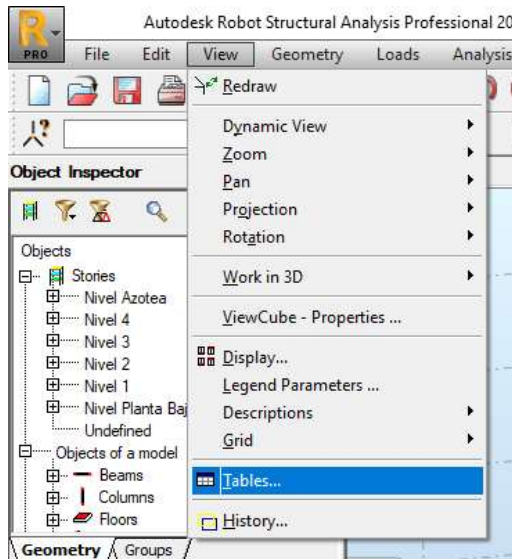 Autodesk Robot Structural Analysis Professional 20
PRO File Edit View Geometry Loads Analysis
Redraw
Dynamic View
Zoom
Pan
Projection
Rotation
Work in 3D
ViewCube - Properties ...
Display...
Legend Parameters ...
Descriptions
Grid
Tables...
History...
Object Inspector
Objects
Stories
Nivel Azotea
Nivel 4
Nivel 3
Nivel 2
Nivel 1
Nivel Planta Baj
Undefined
Objects of a model
Beams
Columns
Floors
Geometry Groups